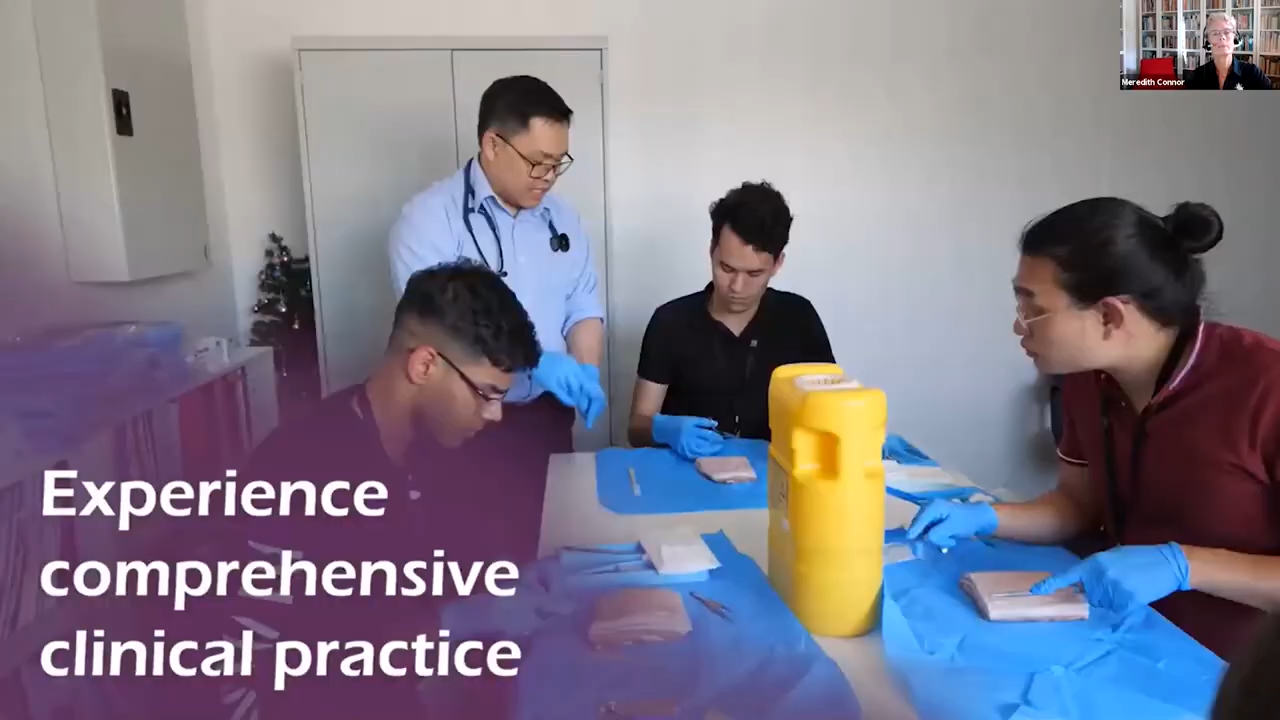 Meredith Connor
Experience
comprehensive
clinical practice